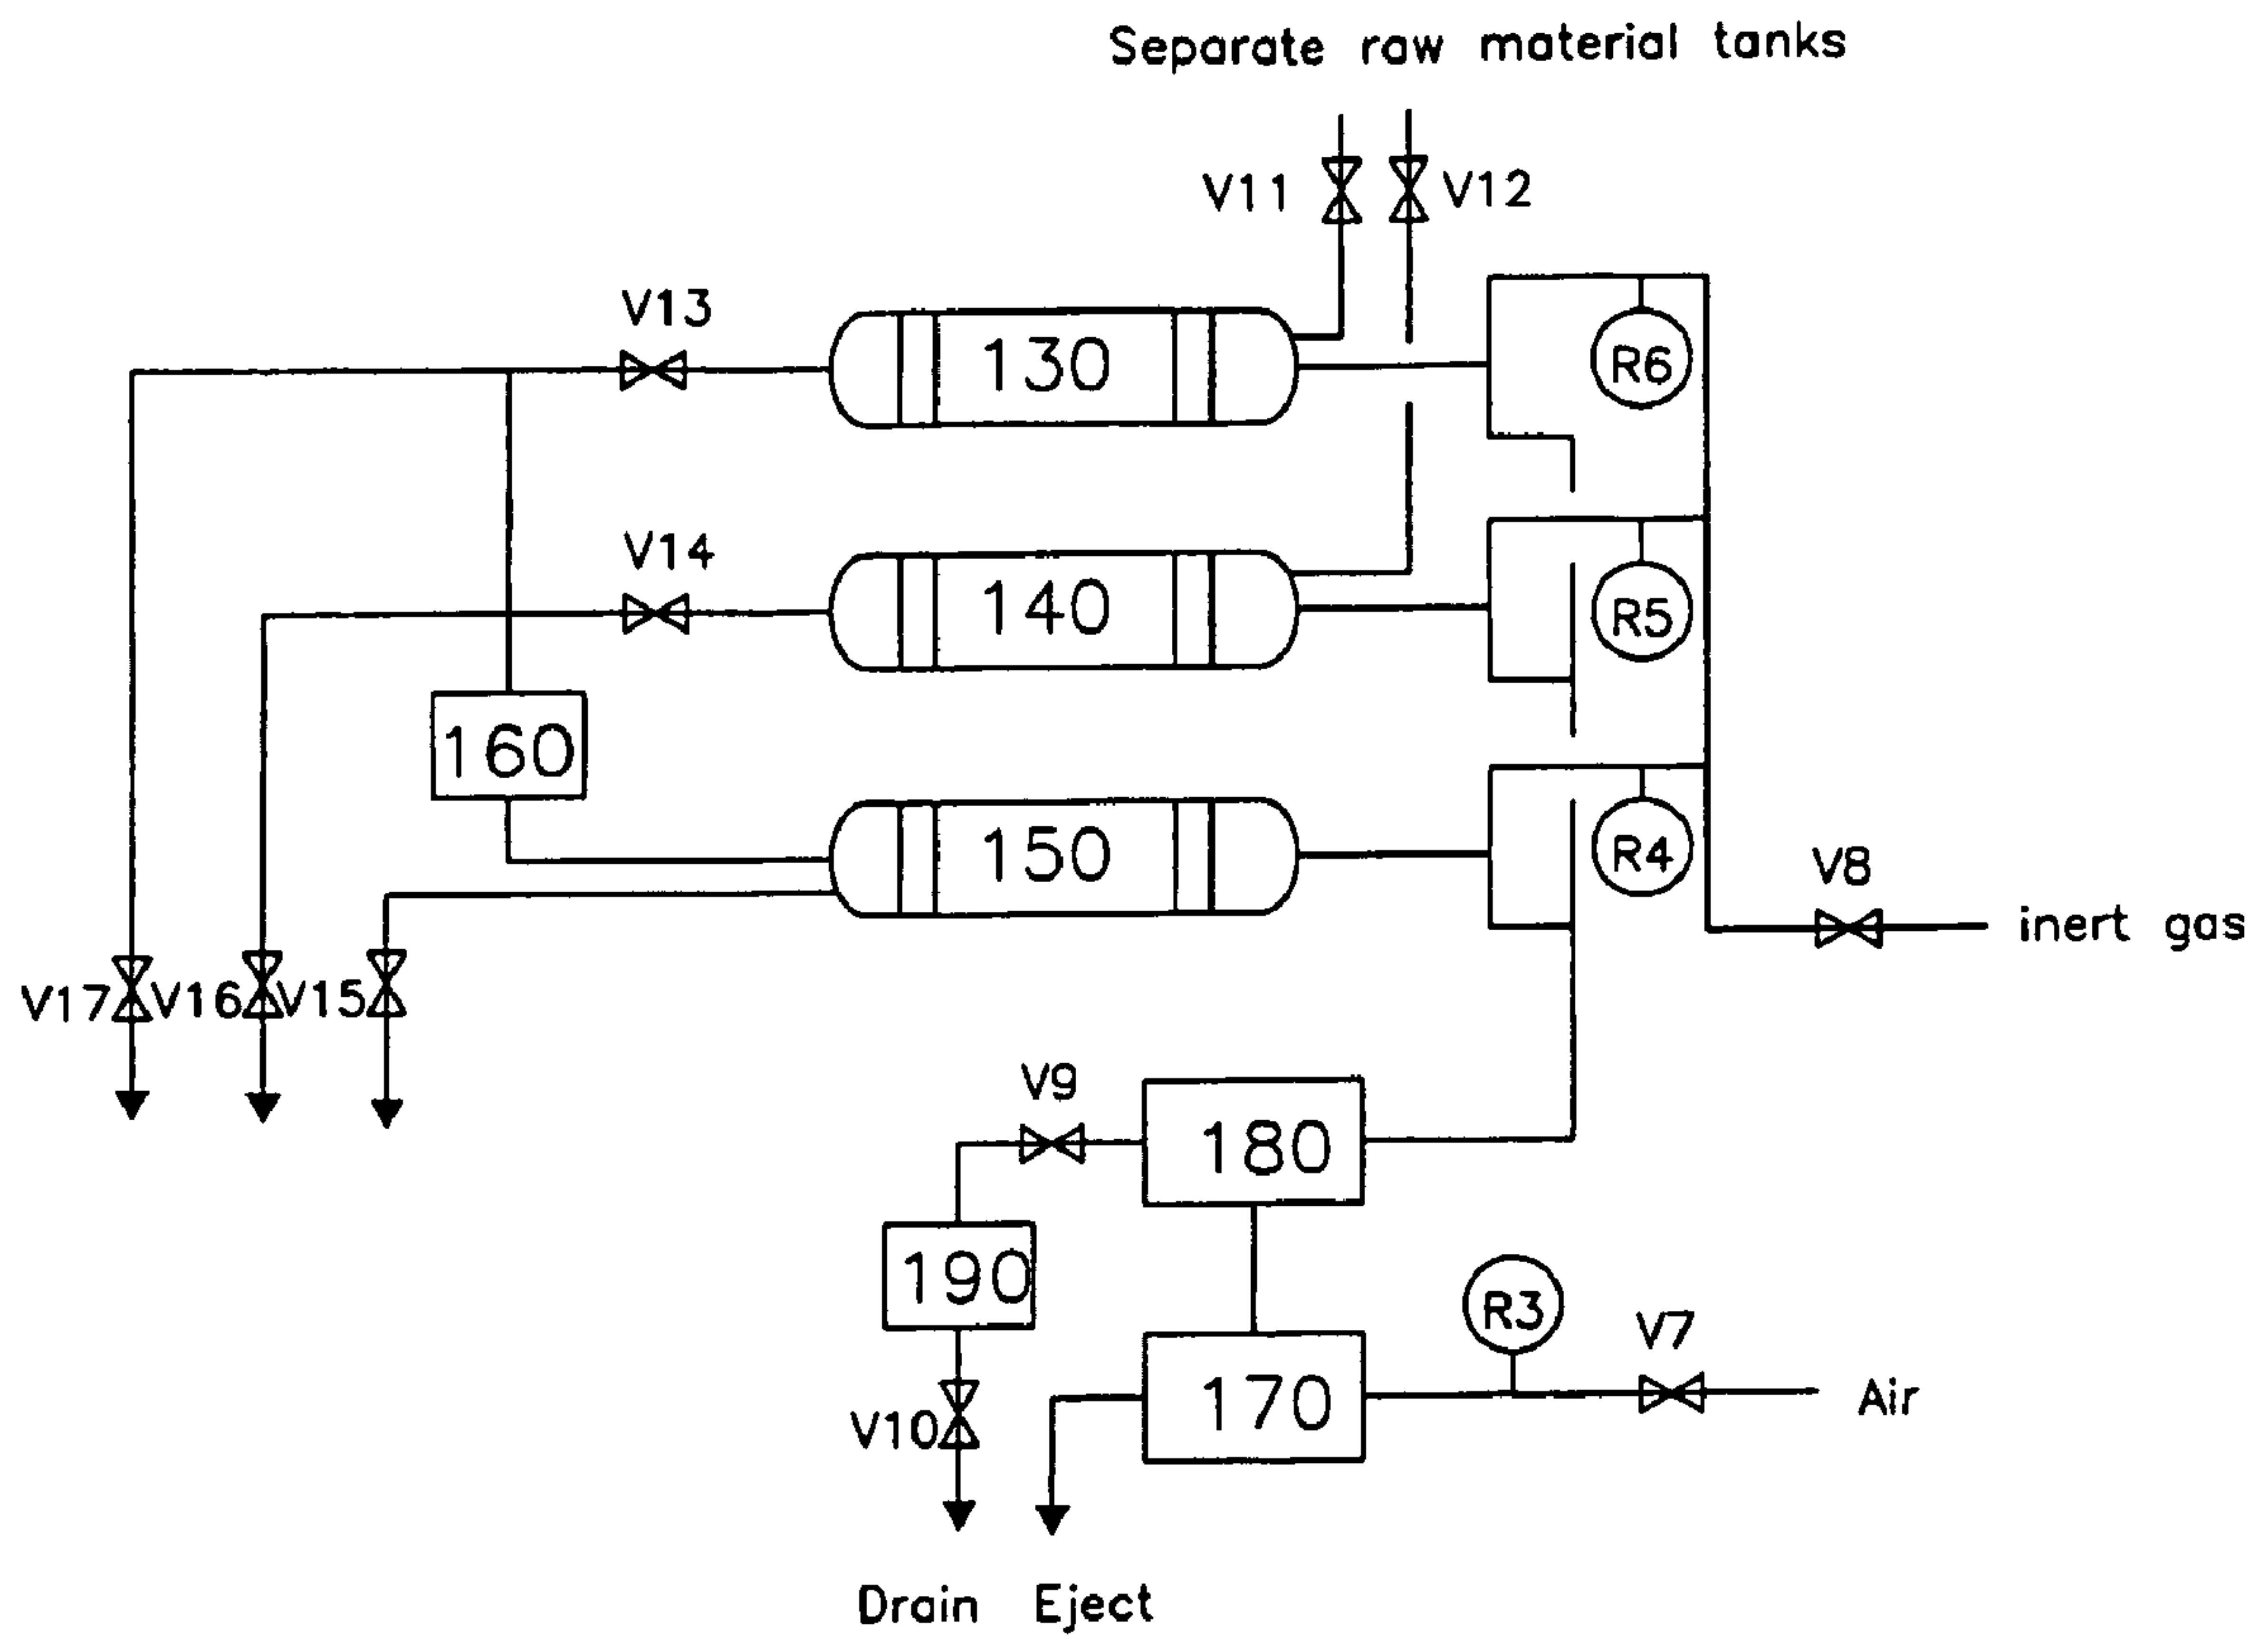 Separate raw material tanks
V11
V12
V13
130
R6
V14
140
R5
160
150
R4
V8
inert gas
V17
V16
V15
V9
180
190
R3
V7
170
Air
V10
Drain
Eject